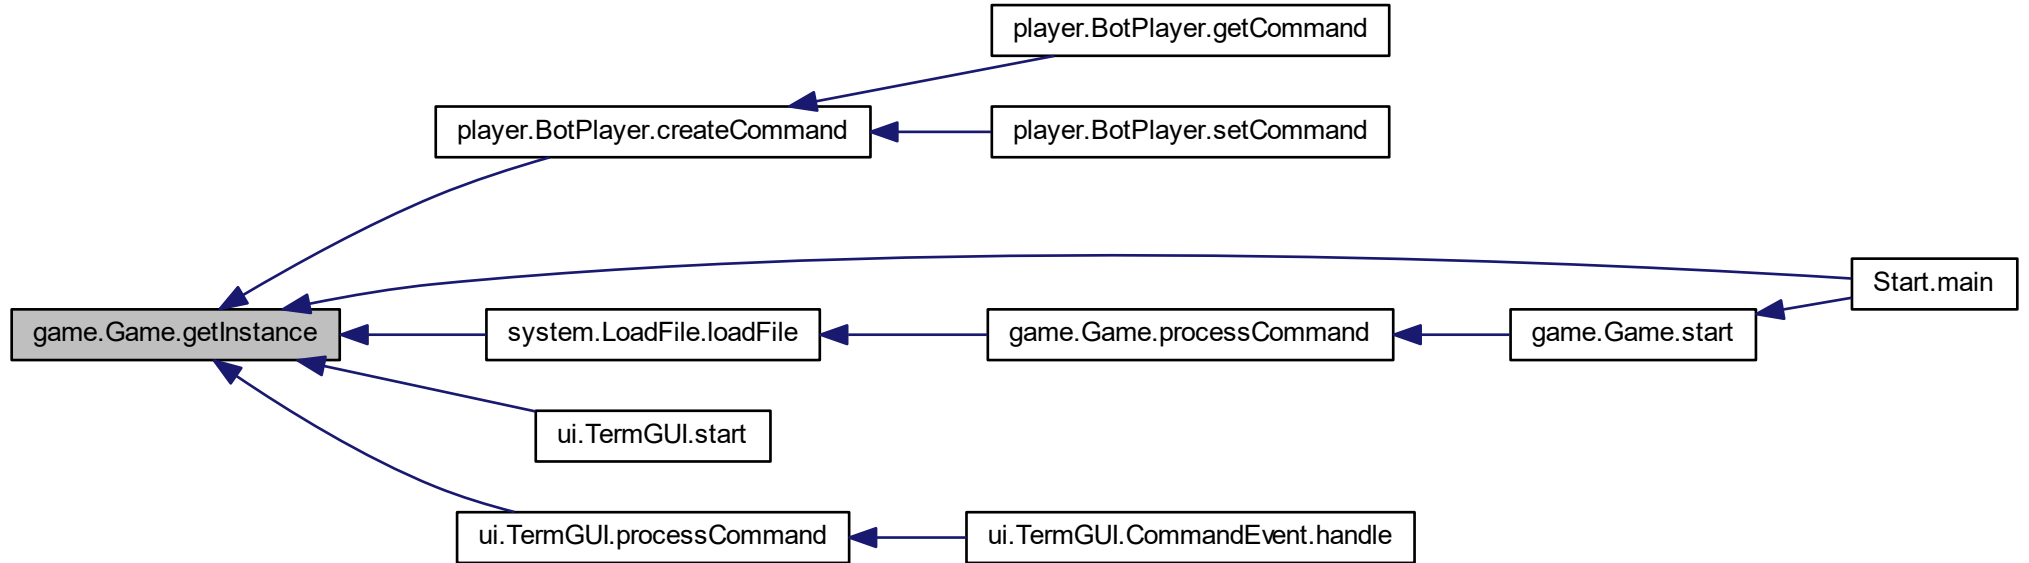 player.BotPlayer.getCommand
player.BotPlayer.createCommand
player.BotPlayer.setCommand
Start.main
game.Game.getInstance
system.LoadFile.loadFile
game.Game.processCommand
game.Game.start
ui.TermGUI.start
ui.TermGUI.processCommand
ui.TermGUI.CommandEvent.handle